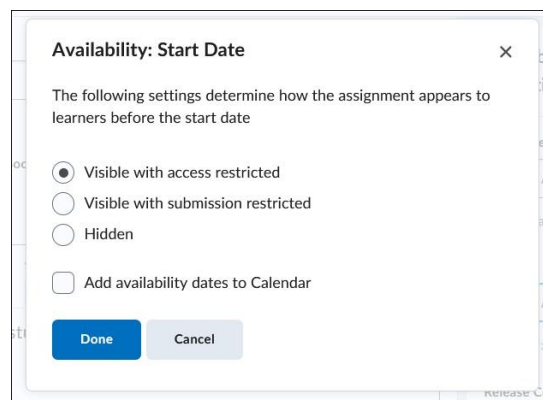 Availability: Start Date
The following settings determine how the assignment appears to
learners before the start date
Visible with access restricted
Visible with submission restricted
Hidden
Add availability dates to Calendar
Done
Cancel